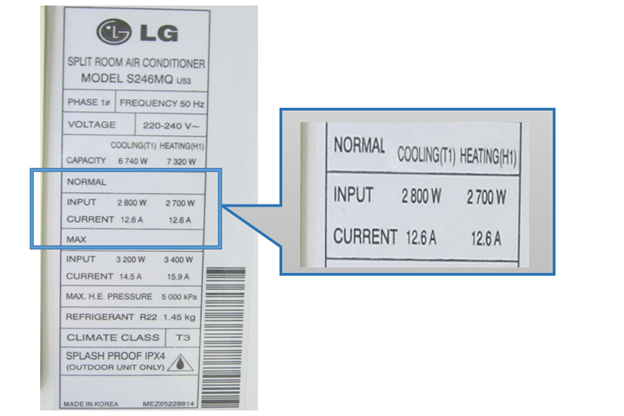 LG
SPLIT ROOM AIR CONDITIONER
MODEL S246MQ U53
PHASE 1ø FREQUENCY 50 Hz
VOLTAGE 220-240 V~
COOLING(T1) HEATING(H1)
CAPACITY 6 740 W 7 320 W
NORMAL
INPUT 2 800 W 2 700 W
CURRENT 12.6 A 12.6 A
MAX
INPUT 3 200 W 3 400 W
CURRENT 14.5 A 15.9 A
MAX. H.E. PRESSURE 5 000 kPa
REFRIGERANT R22 1.45 kg
CLIMATE CLASS T3
SPLASH PROOF IPX4
(OUTDOOR UNIT ONLY)
MADE IN KOREA MEZ65228814
NORMAL COOLING(T1) HEATING(H1)
INPUT 2 800 W 2 700 W
CURRENT 12.6 A 12.6 A